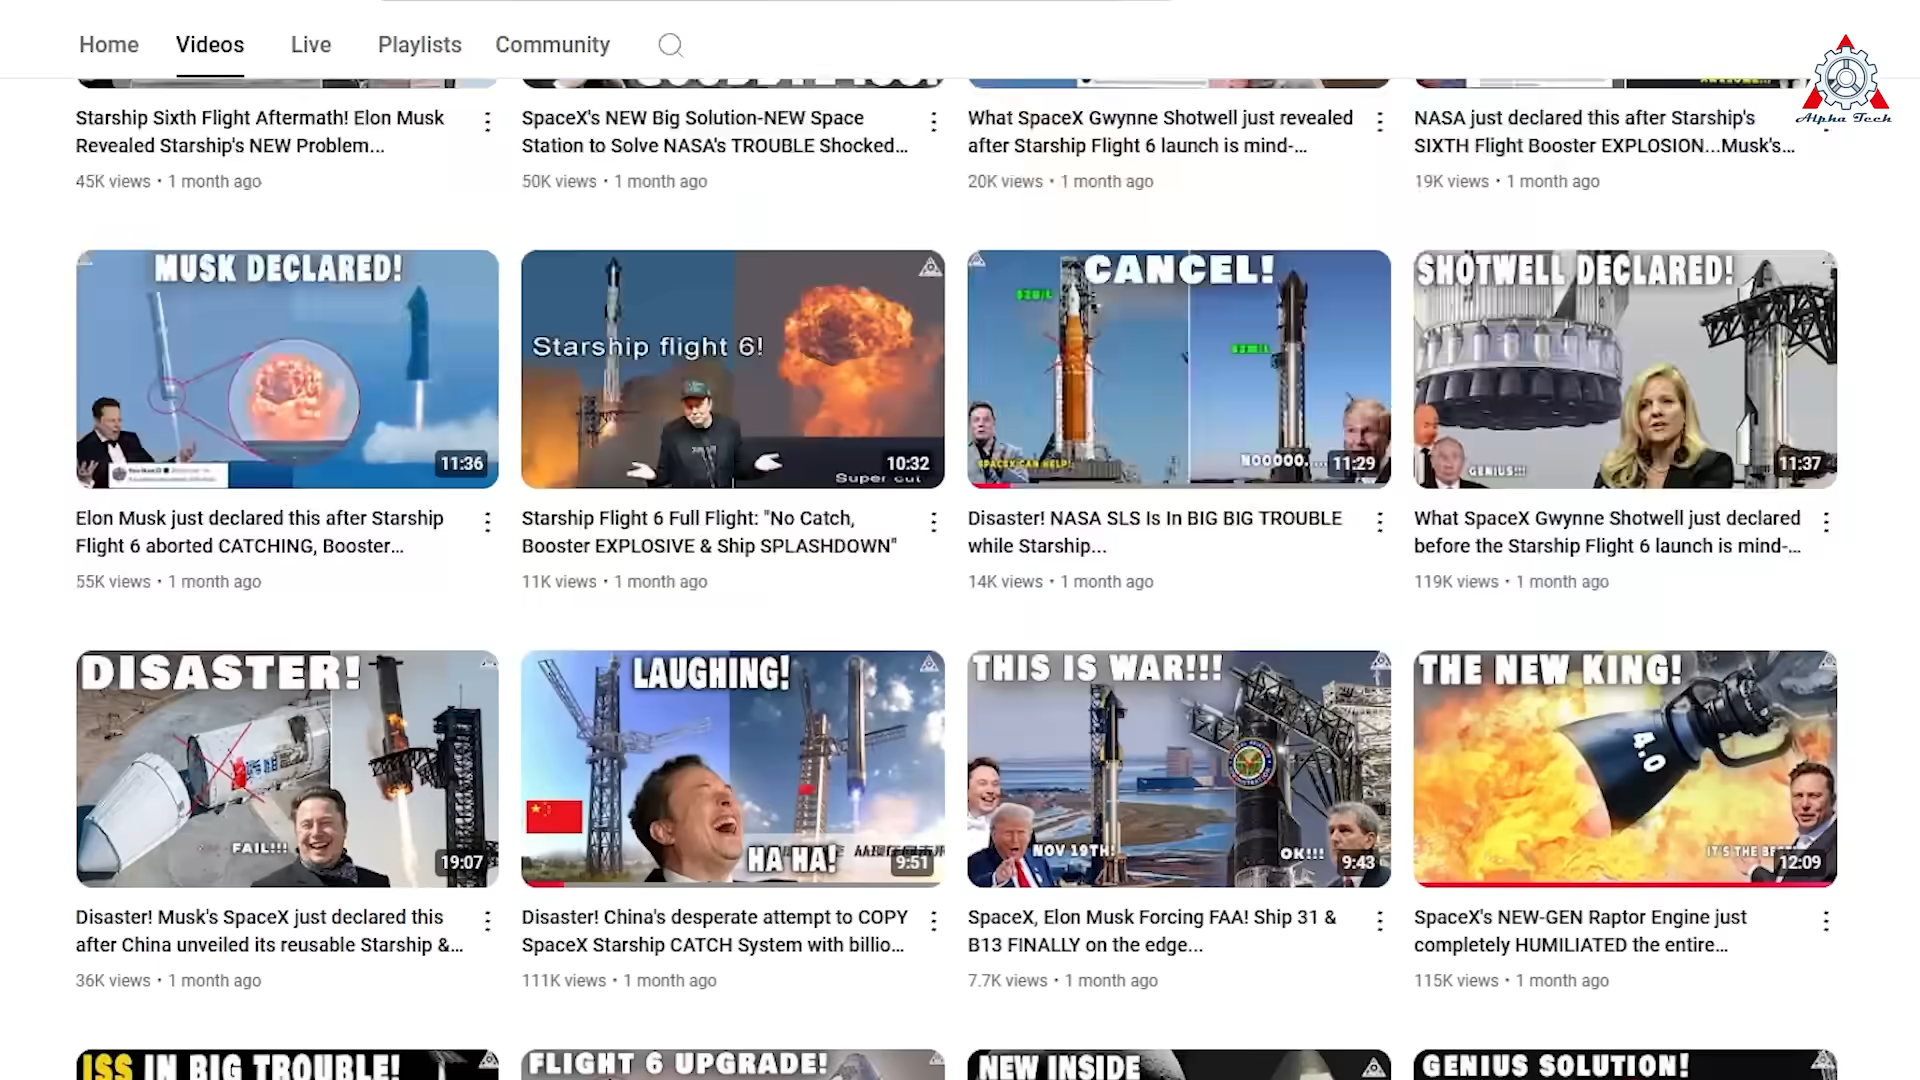 Home Videos Live Playlists Community
Alpha Tech
Starship Sixth Flight Aftermath! Elon Musk
Revealed Starship's NEW Problem...
45K views • 1 month ago
SpaceX's NEW Big Solution-NEW Space
Station to Solve NASA's TROUBLE Shocked...
50K views • 1 month ago
What SpaceX Gwynne Shotwell just revealed
after Starship Flight 6 launch is mind-...
20K views • 1 month ago
NASA just declared this after Starship's
SIXTH Flight Booster EXPLOSION...Musk's...
19K views • 1 month ago
MUSK DECLARED!
11:36
Elon Musk just declared this after Starship
Flight 6 aborted CATCHING, Booster...
55K views • 1 month ago
Starship flight 6!
10:32
Super cut
Starship Flight 6 Full Flight: "No Catch,
Booster EXPLOSIVE & Ship SPLASHDOWN"
11K views • 1 month ago
CANCEL!
SPACEX CAN HELP!
NOOOOO...
11:29
Disaster! NASA SLS Is In BIG BIG TROUBLE
while Starship...
14K views • 1 month ago
SHOTWELL DECLARED!
GENIUS!!!
11:37
What SpaceX Gwynne Shotwell just declared
before the Starship Flight 6 launch is mind-...
119K views • 1 month ago
DISASTER!
FAIL!!!
19:07
Disaster! Musk's SpaceX just declared this
after China unveiled its reusable Starship &...
36K views • 1 month ago
LAUGHING!
HA HA!
9:51
Disaster! China's desperate attempt to COPY
SpaceX Starship CATCH System with billio...
111K views • 1 month ago
THIS IS WAR!!!
NOV 19TH!
OK!!!
9:43
SpaceX, Elon Musk Forcing FAA! Ship 31 &
B13 FINALLY on the edge...
7.7K views • 1 month ago
THE NEW KING!
4.0
IT'S THE
12:09
SpaceX's NEW-GEN Raptor Engine just
completely HUMILIATED the entire...
115K views • 1 month ago
ISS IN BIG TROUBLE!
FLIGHT 6 UPGRADE!
NEW INSIDE
GENIUS SOLUTION!